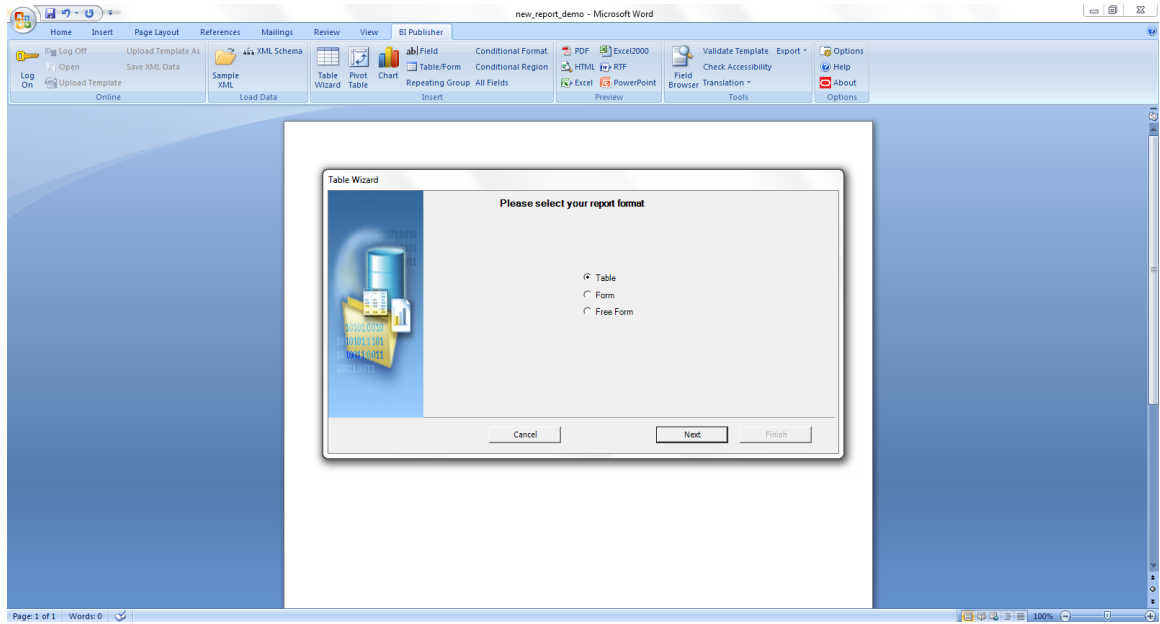 new_report_demo - Microsoft Word
Home Insert Page Layout References Mailings Review View BI Publisher
Log Off Upload Template As XML Schema ab| Field Conditional Format PDF Excel2000 Validate Template Export Options
Open Save XML Data Table/Form Conditional Region HTML RTF Check Accessibility Help
Log On Upload Template Sample XML Table Wizard Pivot Table Chart Repeating Group All Fields Excel PowerPoint Field Browser Translation About
Online Load Data Insert Preview Tools Options
Table Wizard
Please select your report format
Table
Form
Free Form
Cancel Next Finish
Page: 1 of 1 Words: 0 100%